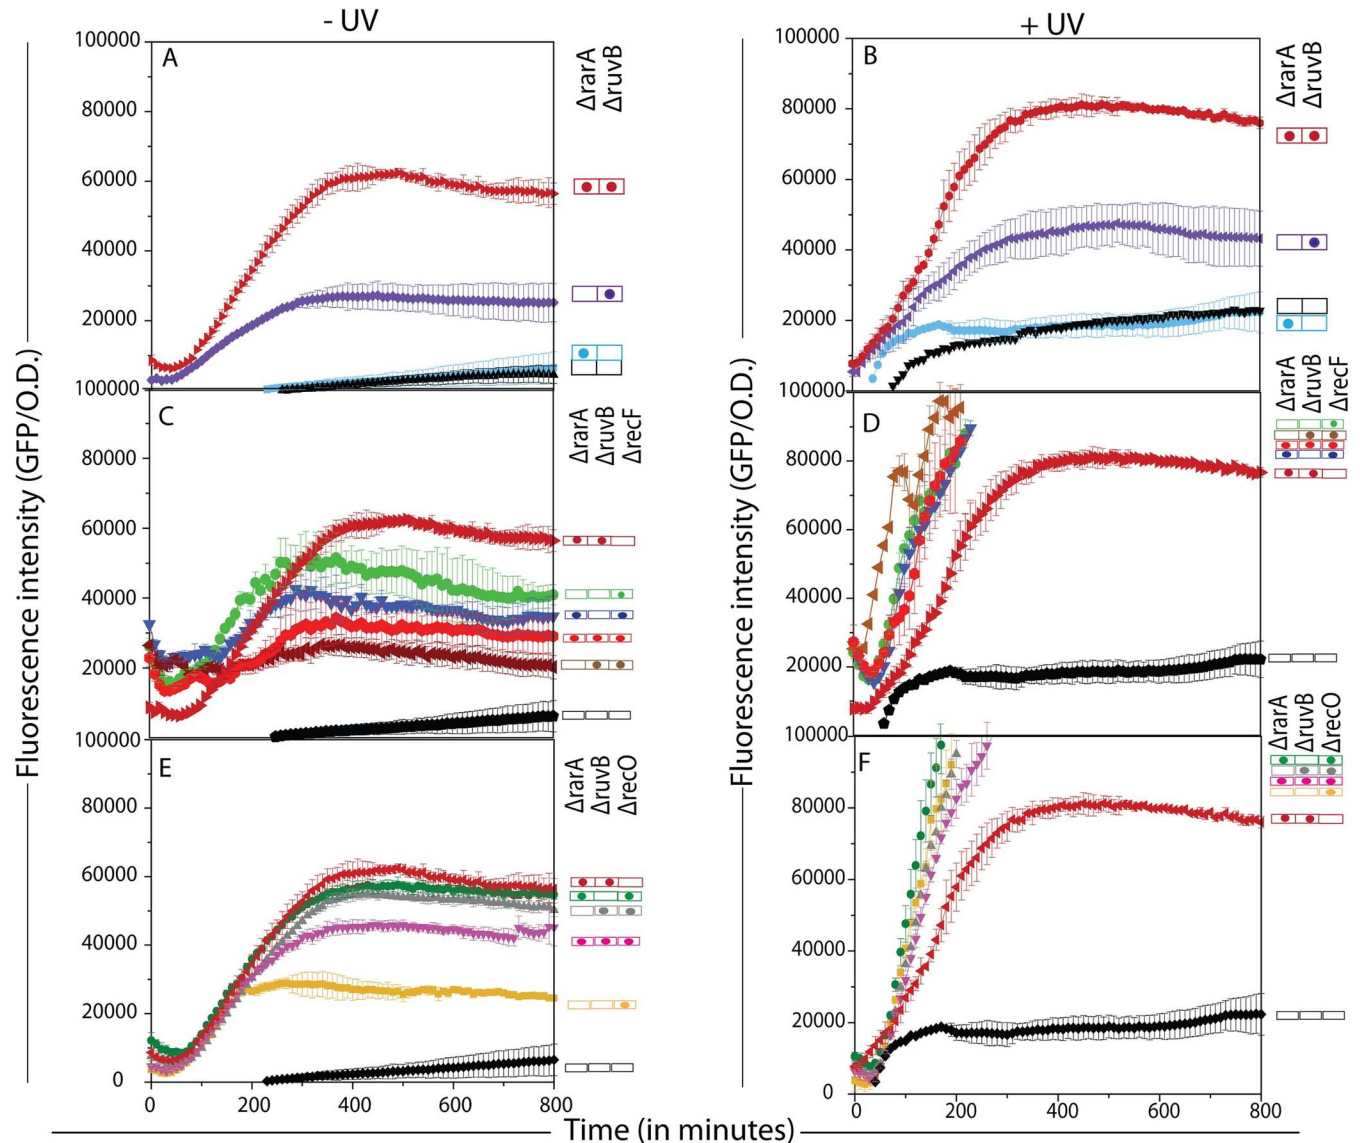 - UV
+ UV
Fluorescence intensity (GFP/O.D.)
100000
80000
60000
40000
20000
A
ΔrarA
ΔruvB
100000
80000
60000
40000
20000
C
ΔrarA
ΔruvB
ΔrecF
100000
80000
60000
40000
20000
0
E
ΔrarA
ΔruvB
ΔrecO
0
200
400
600
800
Fluorescence intensity (GFP/O.D.)
100000
80000
60000
40000
20000
B
ΔrarA
ΔruvB
100000
80000
60000
40000
20000
D
ΔrarA
ΔruvB
ΔrecF
100000
80000
60000
40000
20000
0
F
ΔrarA
ΔruvB
ΔrecO
0
200
400
600
800
Time (in minutes)